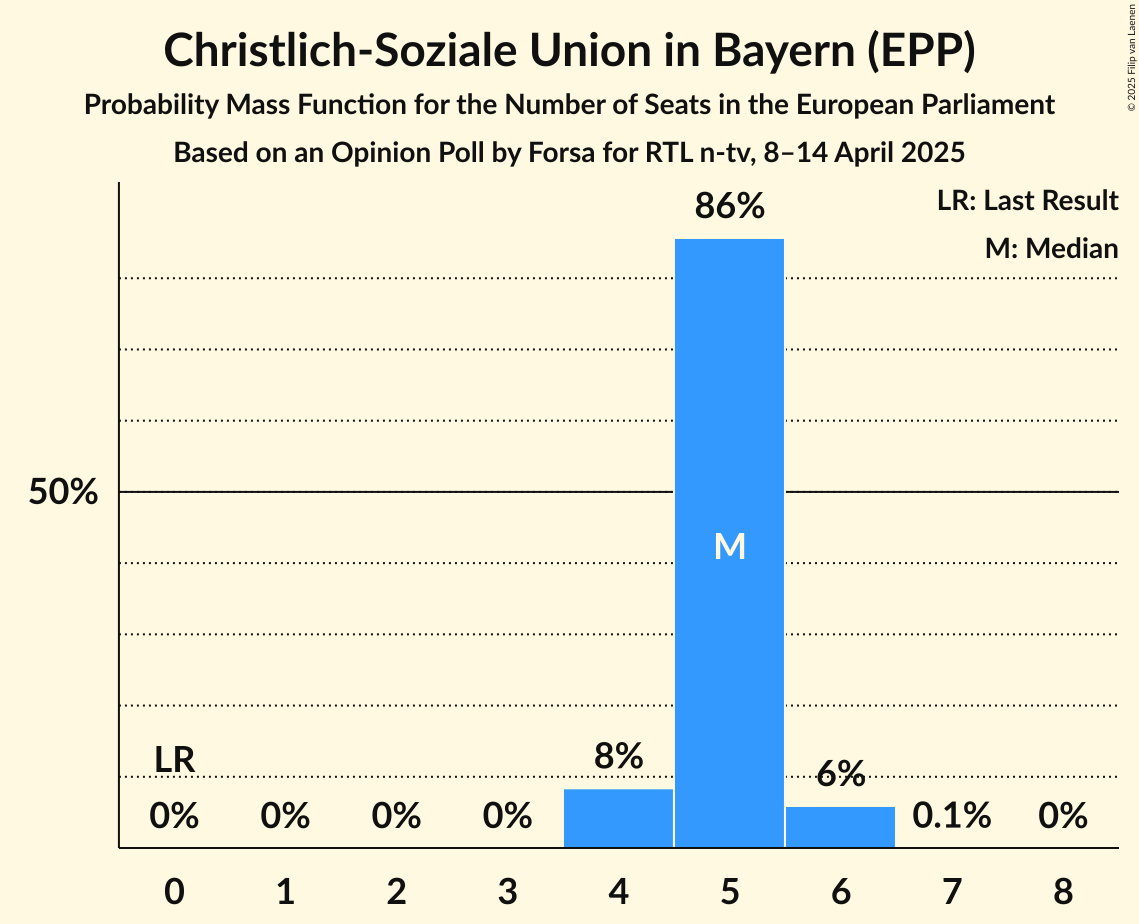 Christlich-Soziale Union in Bayern (EPP)
Probability Mass Function for the Number of Seats in the European Parliament
Based on an Opinion Poll by Forsa for RTL n-tv, 8–14 April 2025
© 2025 Filip van Laenen
LR: Last Result
M: Median
86%
50%
M
LR
8%
6%
0% 0% 0% 0% 0.1% 0%
0 1 2 3 4 5 6 7 8